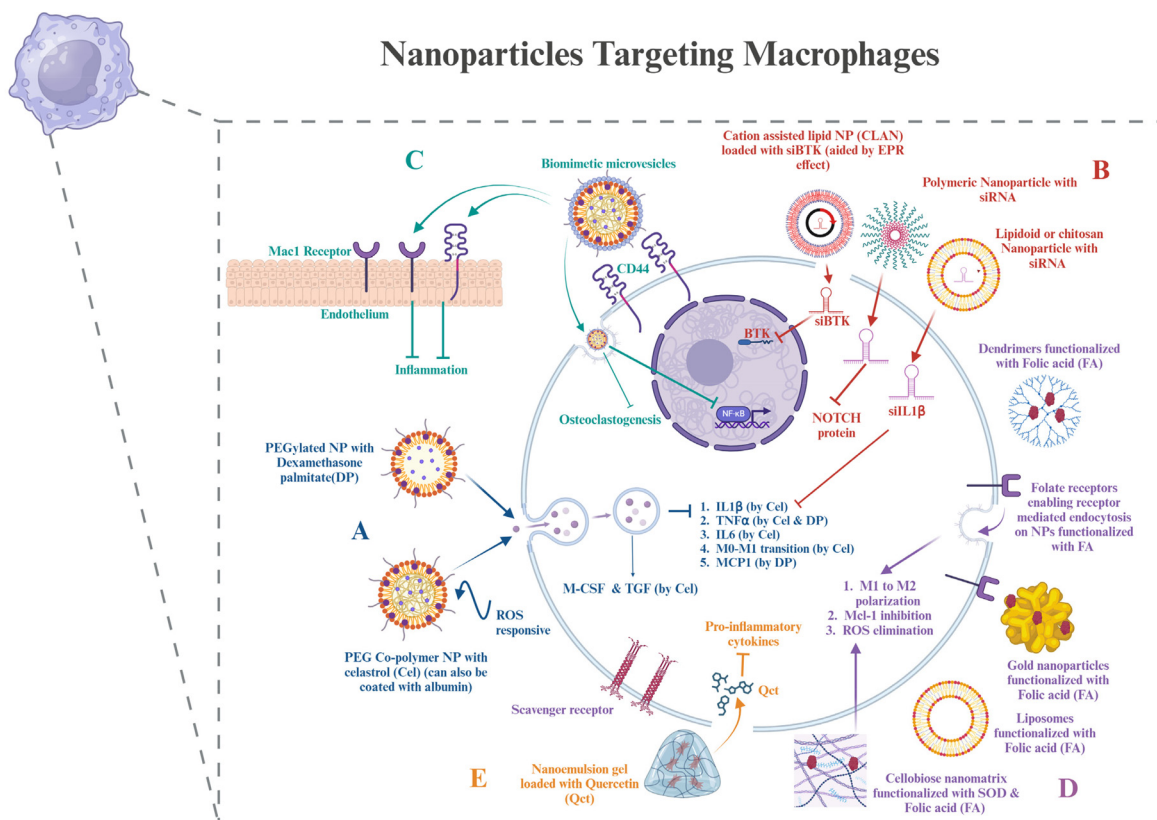 Nanoparticles Targeting Macrophages
C
Biomimetic microvesicles
Mac1 Receptor
CD44
Endothelium
Inflammation
Osteoclastogenesis
Cation assisted lipid NP (CLAN)
loaded with siBTK (aided by EPR
effect)
B
Polymeric Nanoparticle with
siRNA
Lipidoid or chitosan
Nanoparticle with
siRNA
siBTK
BTK
NF-κB
NOTCH
protein
siIL1β
Dendrimers functionalized
with Folic acid (FA)
PEGylated NP with
Dexamethasone
palmitate(DP)
A
ROS
responsive
PEG Co-polymer NP with
celastrol (Cel) (can also be
coated with albumin)
1. IL1β (by Cel)
2. TNFα (by Cel & DP)
3. IL6 (by Cel)
4. M0-M1 transition (by Cel)
5. MCP1 (by DP)
M-CSF & TGF (by Cel)
Folate receptors
enabling receptor
mediated endocytosis
on NPs functionalized
with FA
1. M1 to M2
polarization
2. Mcl-1 inhibition
3. ROS elimination
Gold nanoparticles
functionalized with
Folic acid (FA)
Liposomes
functionalized with
Folic acid (FA)
Cellobiose nanomatrix
functionalized with SOD &
Folic acid (FA)
D
Pro-inflammatory
cytokines
Qct
Scavenger receptor
E
Nanoemulsion gel
loaded with Quercetin
(Qct)